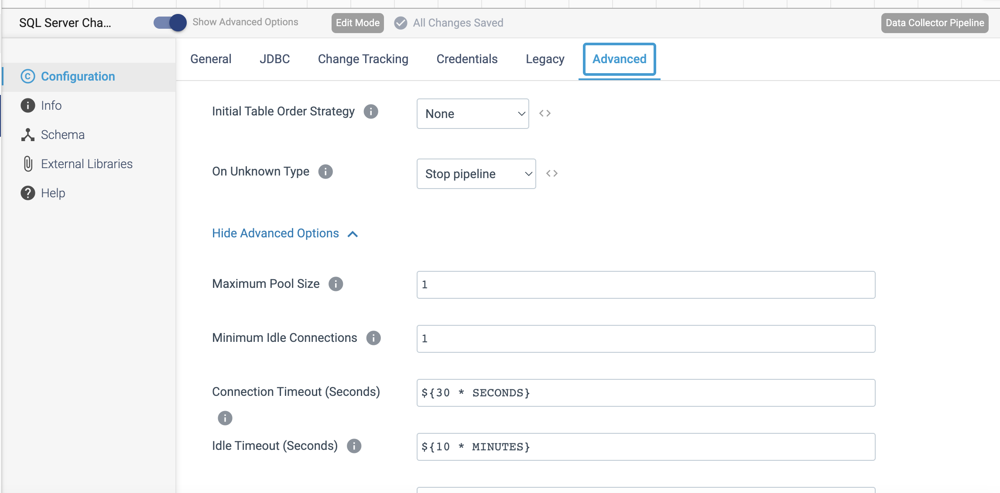 SQL Server Cha...
Show Advanced Options
Edit Mode
All Changes Saved
Data Collector Pipeline
Configuration
Info
Schema
External Libraries
Help
General
JDBC
Change Tracking
Credentials
Legacy
Advanced
Initial Table Order Strategy
None
On Unknown Type
Stop pipeline
Hide Advanced Options
Maximum Pool Size
1
Minimum Idle Connections
1
Connection Timeout (Seconds)
${30 * SECONDS}
Idle Timeout (Seconds)
${10 * MINUTES}